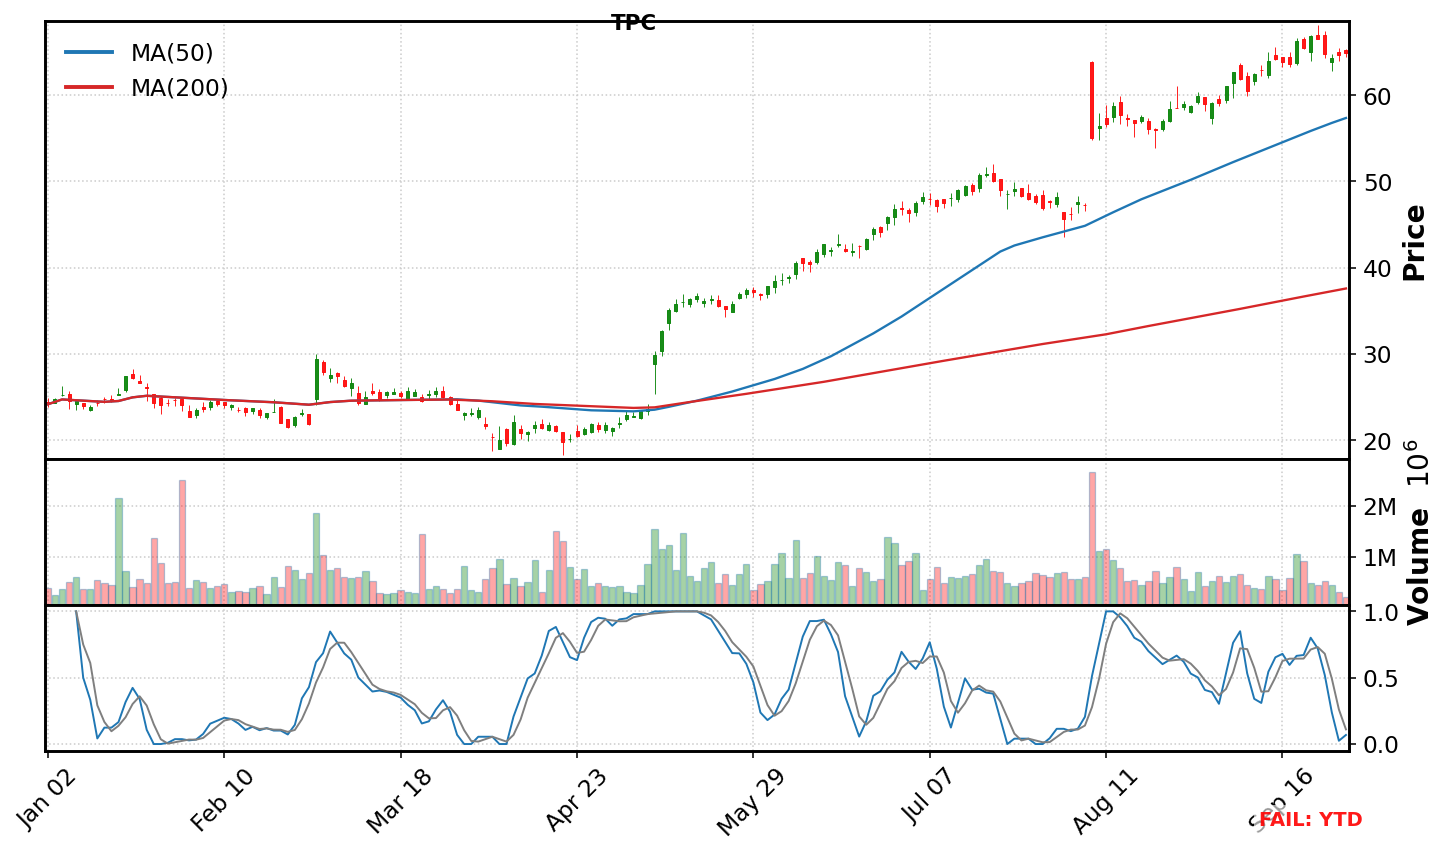 TPC
MA(50)
MA(200)
60
50
40
30
20
Price
2M
1M
Volume 10⁶
1.0
0.5
0.0
Jan 02
Feb 10
Mar 18
Apr 23
May 29
Jul 07
Aug 11
Sep 16
FAIL: YTD